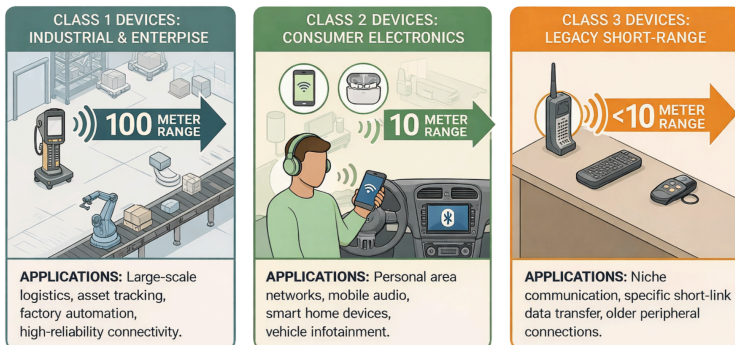 CLASS 1 DEVICES:
INDUSTRIAL & ENTERPISE
100 METER
RANGE
APPLICATIONS: Large-scale
logistics, asset tracking,
factory automation,
high-reliability connectivity.
CLASS 2 DEVICES:
CONSUMER ELECTRONICS
10 METER
RANGE
APPLICATIONS: Personal area
networks, mobile audio,
smart home devices,
vehicle infotainment.
CLASS 3 DEVICES:
LEGACY SHORT-RANGE
<10 METER
RANGE
APPLICATIONS: Niche
communication, specific short-link
data transfer, older peripheral
connections.